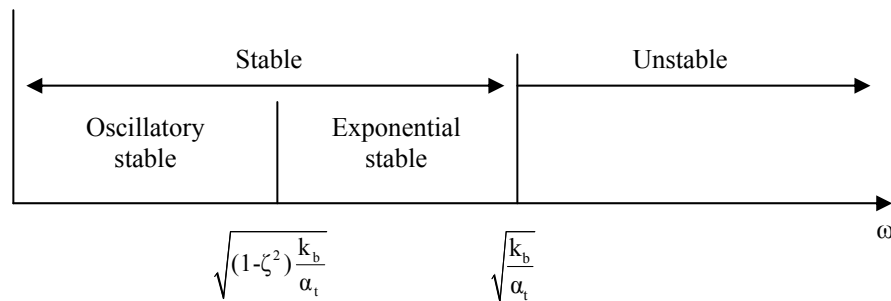 Stable Unstable
Oscillatory stable Exponential stable
ω
√((1-ζ²) k_b/α_t) √(k_b/α_t)